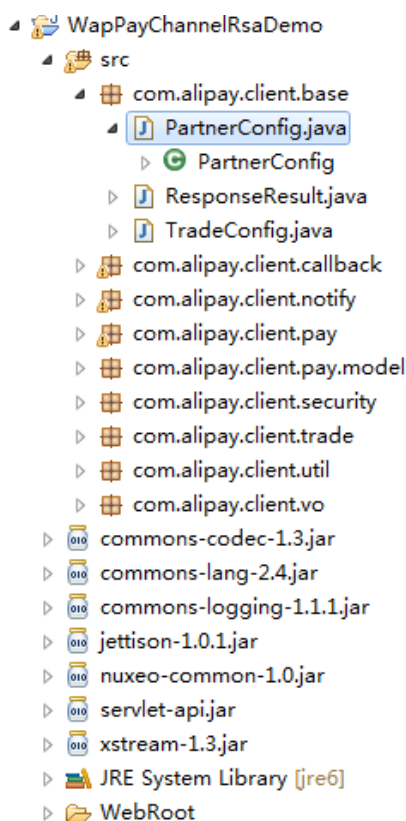 WapPayChannelRsaDemo
src
com.alipay.client.base
PartnerConfig.java
PartnerConfig
ResponseResult.java
TradeConfig.java
com.alipay.client.callback
com.alipay.client.notify
com.alipay.client.pay
com.alipay.client.pay.model
com.alipay.client.security
com.alipay.client.trade
com.alipay.client.util
com.alipay.client.vo
commons-codec-1.3.jar
commons-lang-2.4.jar
commons-logging-1.1.1.jar
jettison-1.0.1.jar
nuxeo-common-1.0.jar
servlet-api.jar
xstream-1.3.jar
JRE System Library [jre6]
WebRoot